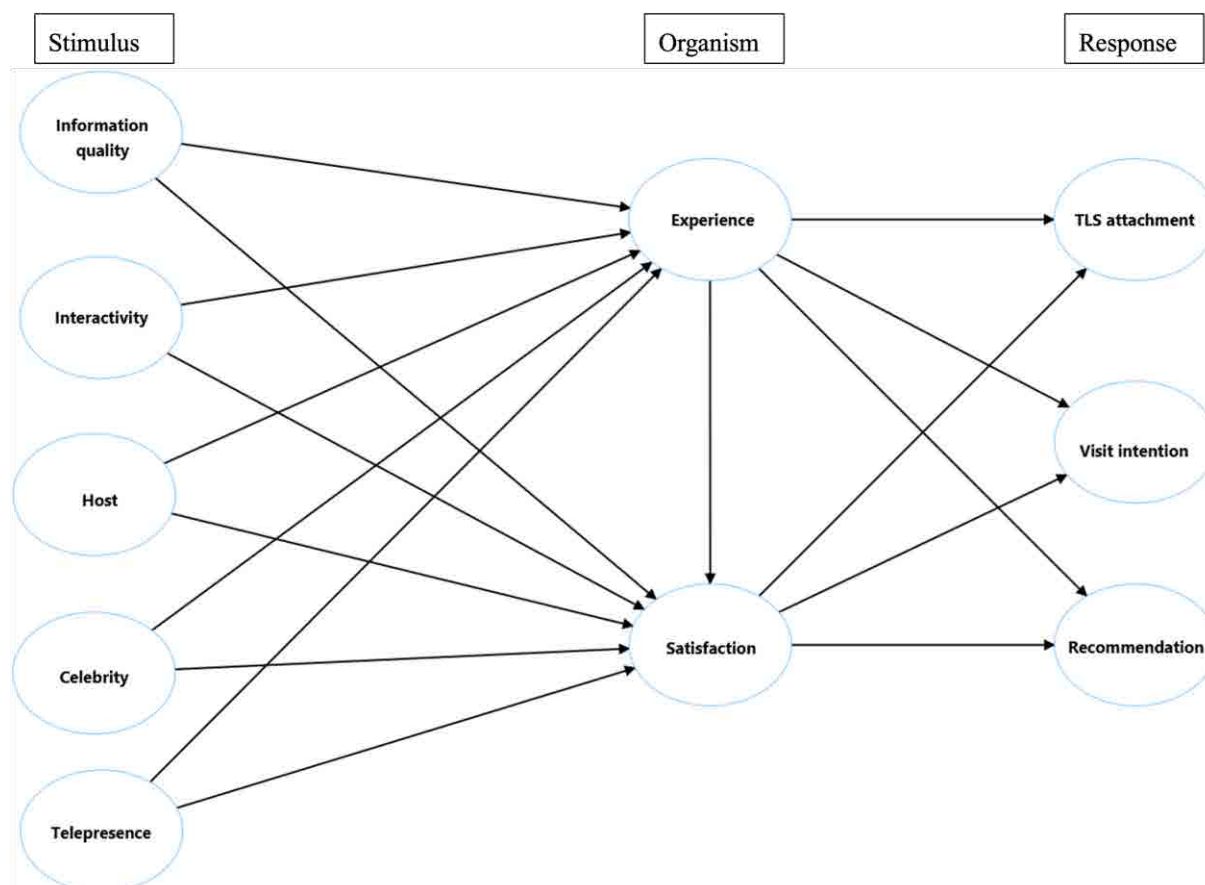 Stimulus
Organism
Response
Information
quality
Experience
TLS attachment
Interactivity
Visit intention
Host
Satisfaction
Recommendation
Celebrity
Telepresence